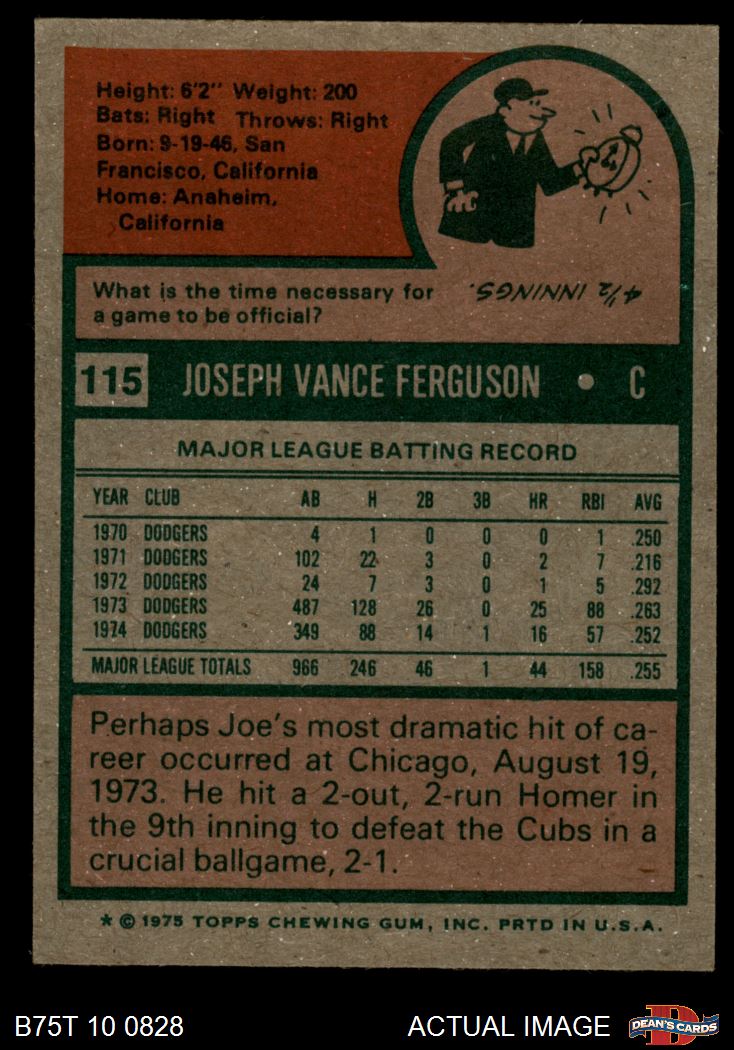 Height: 6'2" Weight: 200
Bats: Right Throws: Right
Born: 9-19-46, San
Francisco, California
Home: Anaheim,
California
What is the time necessary for
a game to be official?
4½ INNINGS.
115 JOSEPH VANCE FERGUSON • C
MAJOR LEAGUE BATTING RECORD
YEAR CLUB AB H 2B 3B HR RBI AVG
1970 DODGERS 4 1 0 0 0 1 .250
1971 DODGERS 102 22 3 0 2 7 .216
1972 DODGERS 24 7 3 0 1 5 .292
1973 DODGERS 487 128 26 0 25 88 .263
1974 DODGERS 349 88 14 1 16 57 .252
MAJOR LEAGUE TOTALS 966 246 46 1 44 158 .255
Perhaps Joe's most dramatic hit of ca-
reer occurred at Chicago, August 19,
1973. He hit a 2-out, 2-run Homer in
the 9th inning to defeat the Cubs in a
crucial ballgame, 2-1.
* © 1975 TOPPS CHEWING GUM, INC. PRTD IN U.S.A.
B75T 10 0828 ACTUAL IMAGE D DEAN'S CARDS